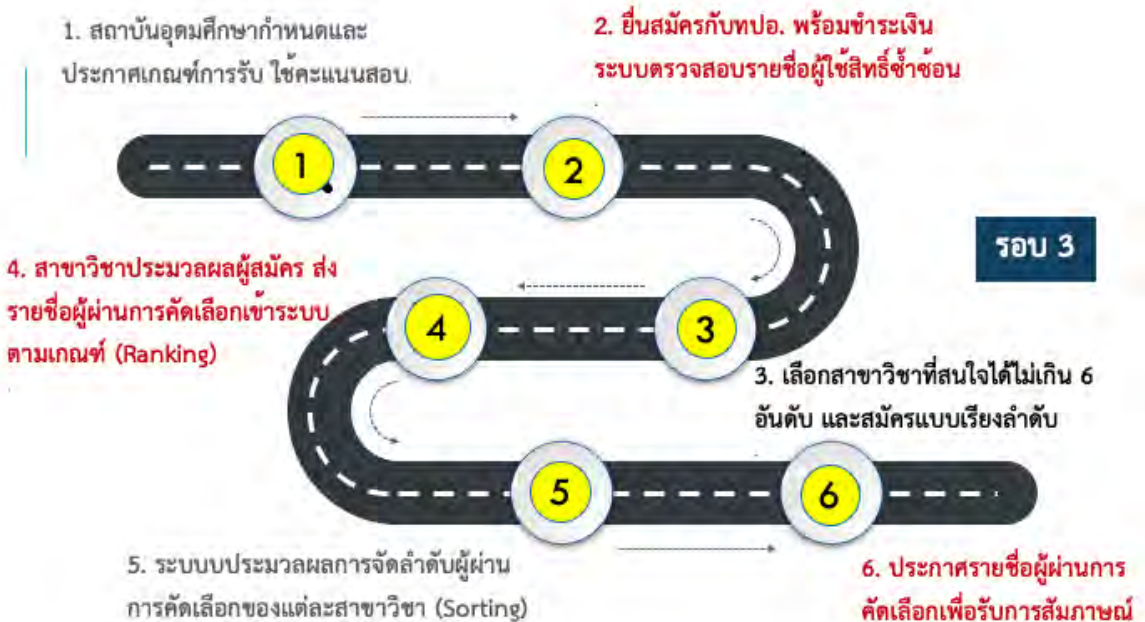 1. สถาบันอุดมศึกษากำหนดและ
ประกาศเกณฑ์การรับ ใช้คะแนนสอบ
2. ยื่นสมัครกับทปอ. พร้อมชำระเงิน
ระบบตรวจสอบรายชื่อผู้ใช้สิทธิ์ซ้ำซ้อน
1
2
รอบ 3
4. สาขาวิชาประมวลผลผู้สมัคร ส่ง
รายชื่อผู้ผ่านการคัดเลือกเข้าระบบ
ตามเกณฑ์ (Ranking)
4
3
3. เลือกสาขาวิชาที่สนใจได้ไม่เกิน 6
อันดับ และสมัครแบบเรียงลำดับ
5
6
5. ระบบบประมวลผลการจัดลำดับผู้ผ่าน
การคัดเลือกของแต่ละสาขาวิชา (Sorting)
6. ประกาศรายชื่อผู้ผ่านการ
คัดเลือกเพื่อรับการสัมภาษณ์